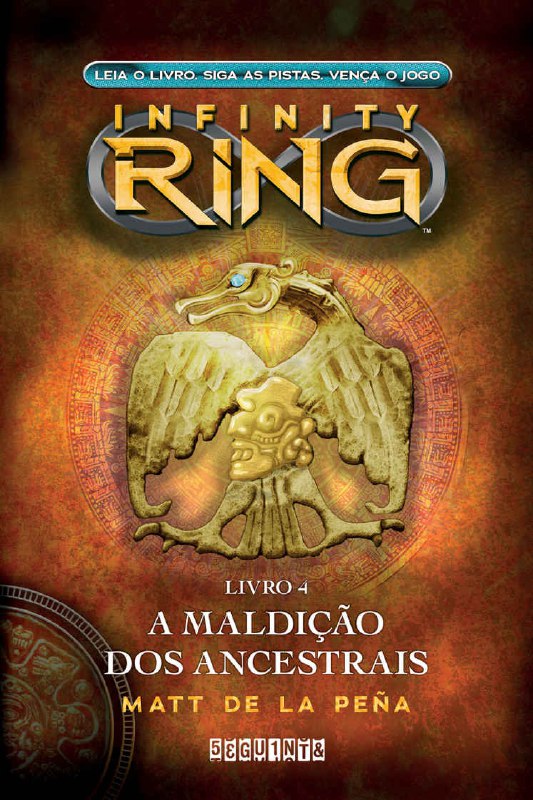 LEIA O LIVRO. SIGA AS PISTAS. VENÇA O JOGO
INFINITY
RING
TM
LIVRO 4
A MALDIÇÃO
DOS ANCESTRAIS
MATT DE LA PEÑA
SEGUINTE